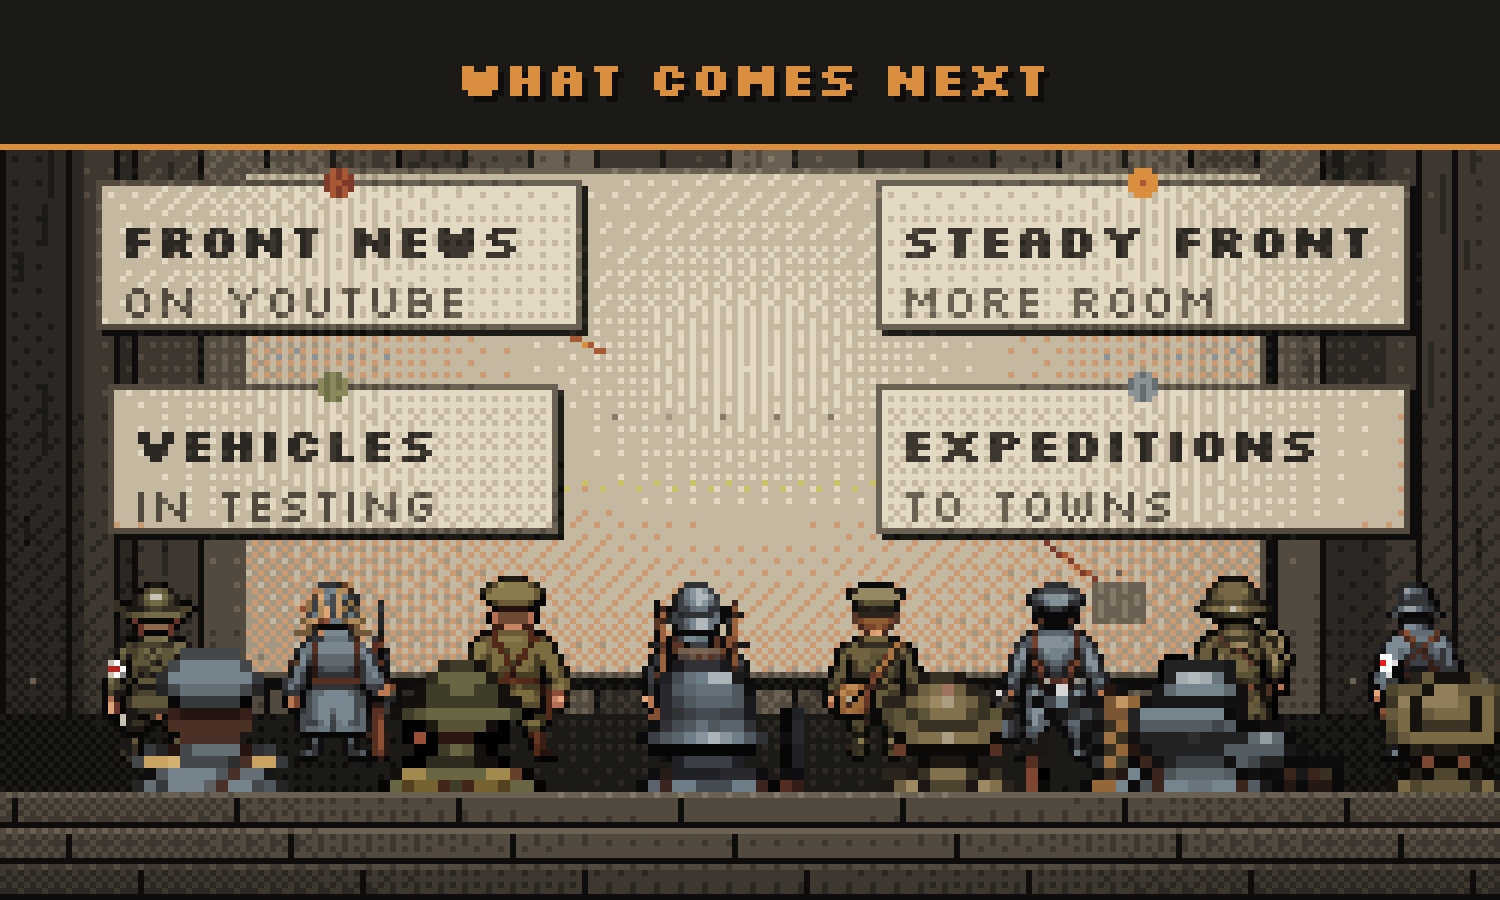 WHAT COMES NEXT
FRONT NEWS
ON YOUTUBE
STEADY FRONT
MORE ROOM
VEHICLES
IN TESTING
EXPEDITIONS
TO TOWNS